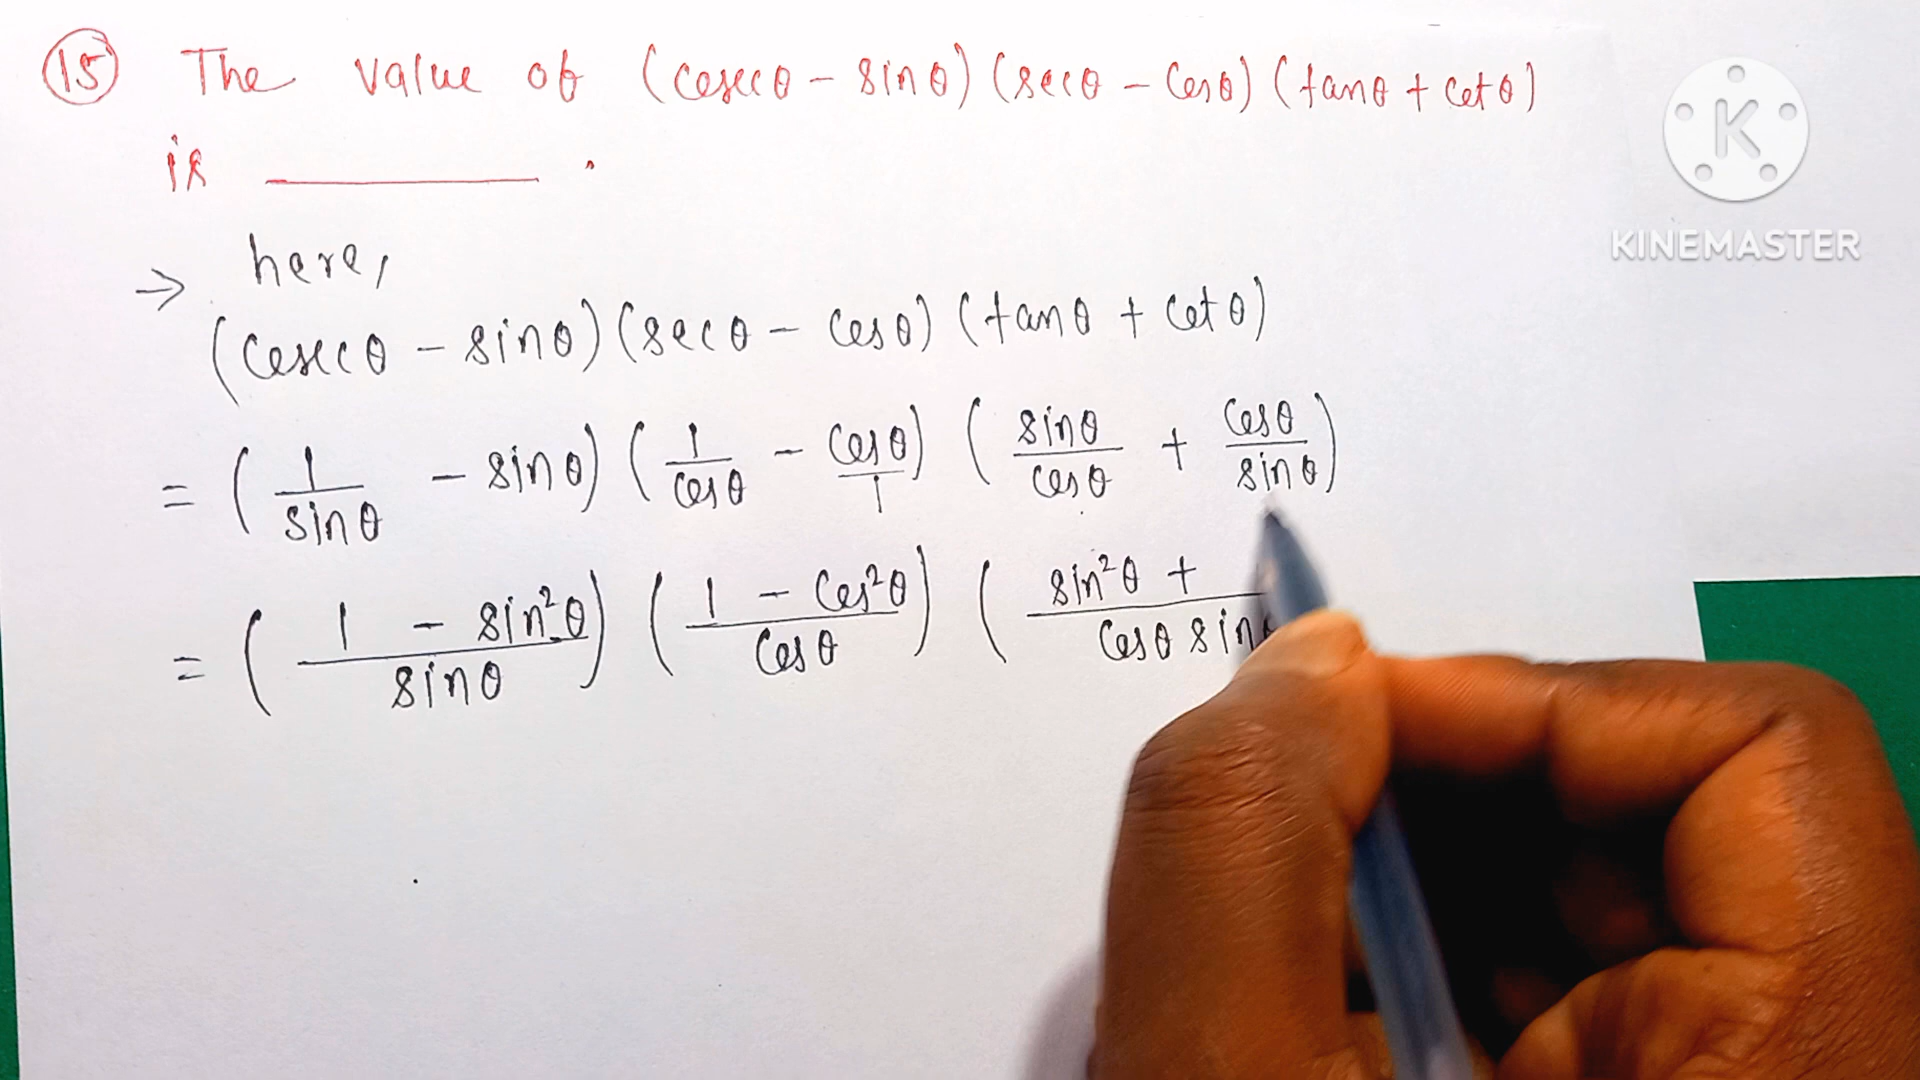 15 The value of (cosecθ - sinθ) (secθ - cosθ) (tanθ + cotθ)
is ________ .
→ here,
(cosecθ - sinθ) (secθ - cosθ) (tanθ + cotθ)
= (1/sinθ - sinθ) (1/cosθ - cosθ/1) (sinθ/cosθ + cosθ/sinθ)
= (1 - sin²θ/sinθ) (1 - cos²θ/cosθ) (sin²θ + /cosθ sin
K
KINEMASTER